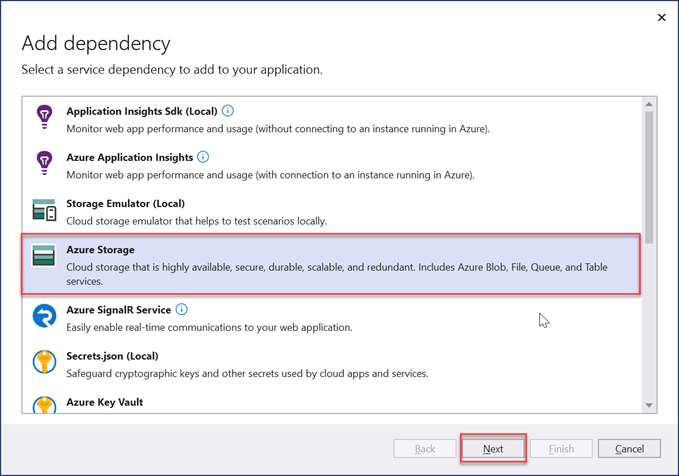 Add dependency
Select a service dependency to add to your application.
Application Insights Sdk (Local)
Monitor web app performance and usage (without connecting to an instance running in Azure).
Azure Application Insights
Monitor web app performance and usage (with connection to an instance running in Azure).
Storage Emulator (Local)
Cloud storage emulator that helps to test scenarios locally.
Azure Storage
Cloud storage that is highly available, secure, durable, scalable, and redundant. Includes Azure Blob, File, Queue, and Table
services.
Azure SignalR Service
Easily enable real-time communications to your web application.
Secrets.json (Local)
Safeguard cryptographic keys and other secrets used by cloud apps and services.
Azure Key Vault
Back Next Finish Cancel